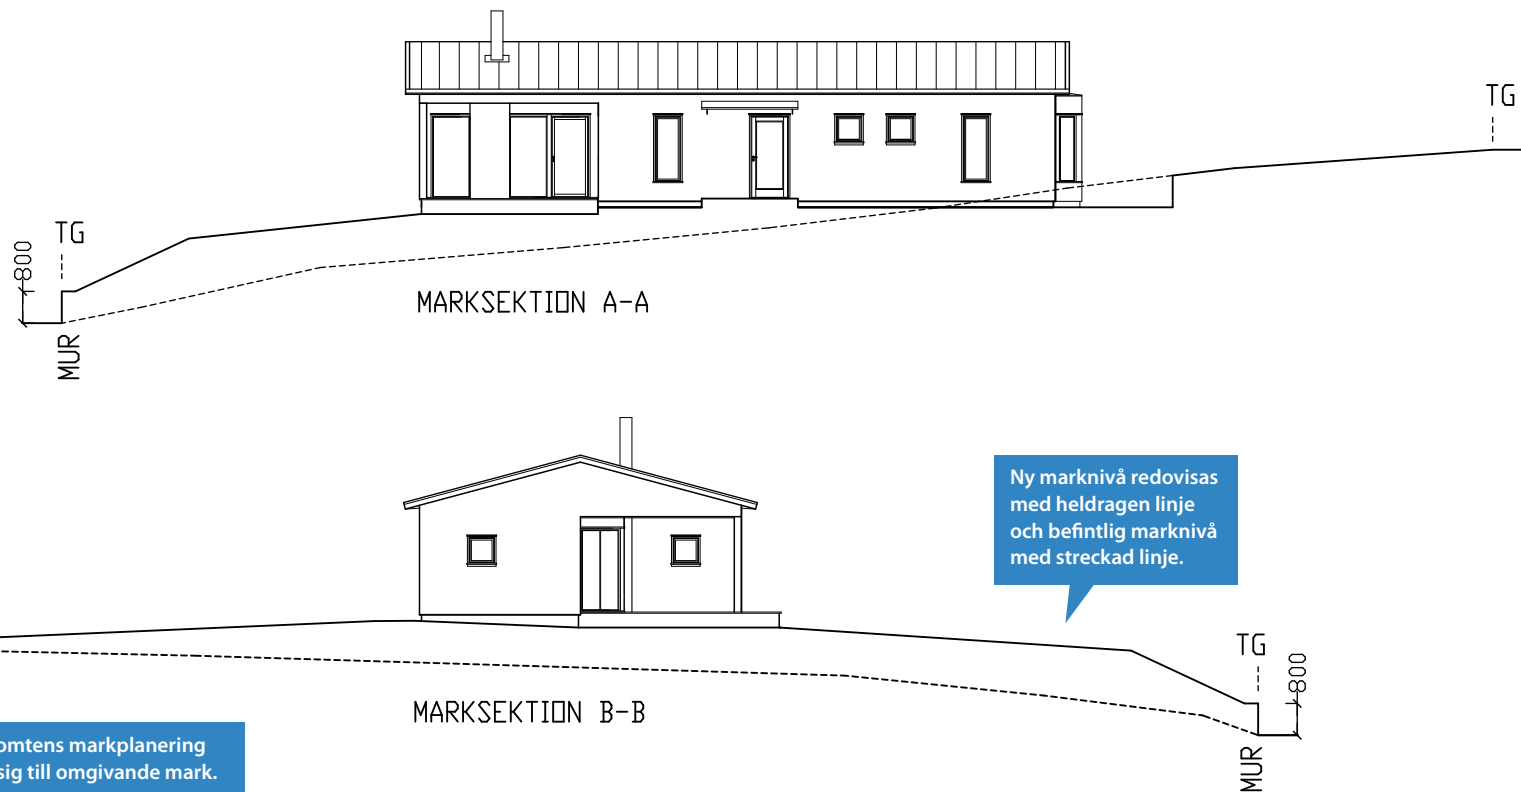 TG
TG
800
MUR
MARKSEKTION A-A
Ny marknivå redovisas
med heldragen linje
och befintlig marknivå
med streckad linje.
TG
800
MUR
MARKSEKTION B-B
omtens markplanering
sig till omgivande mark.